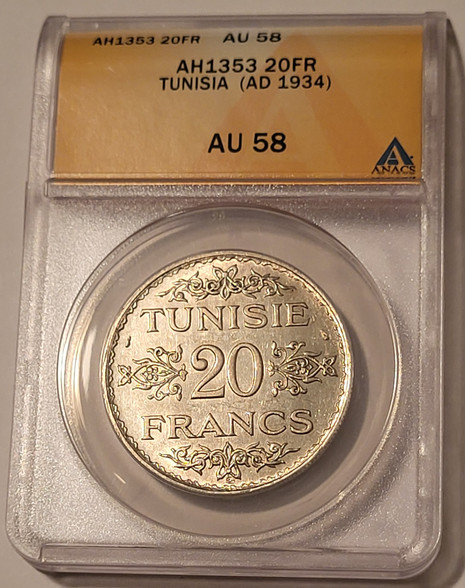 AH1353 20FR AU 58
AH1353 20FR
TUNISIA (AD 1934)
AU 58
ANACS
TUNISIE
20
FRANCS